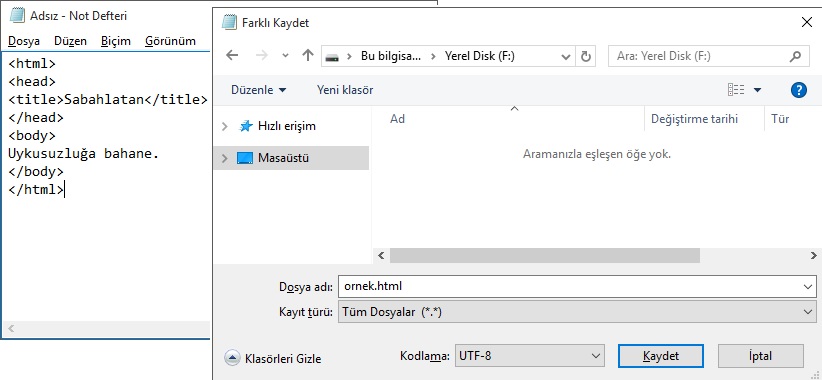 Adsız - Not Defteri
Dosya Düzen Biçim Görünüm
<html>
<head>
<title>Sabahlatan</title>
</head>
<body>
Uykusuzluğa bahane.
</body>
</html>
Farklı Kaydet
Bu bilgisa... Yerel Disk (F:)
Ara: Yerel Disk (F:)
Düzenle Yeni klasör
Hızlı erişim
Masaüstü
Ad Değiştirme tarihi Tür
Aramanızla eşleşen öğe yok.
Dosya adı: ornek.html
Kayıt türü: Tüm Dosyalar (*.*)
Klasörleri Gizle
Kodlama: UTF-8
Kaydet
İptal